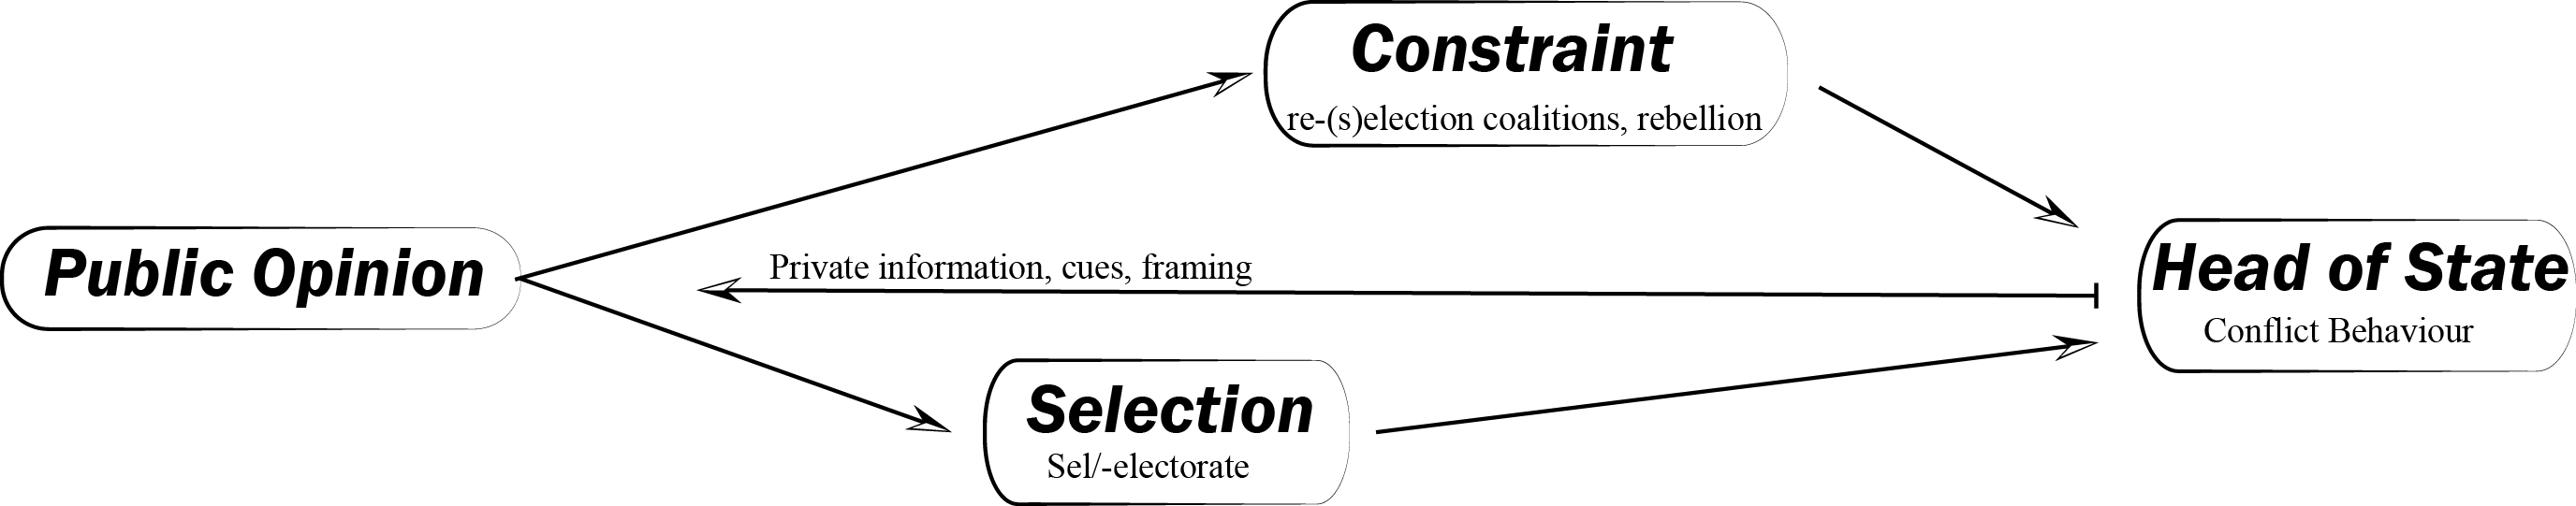 Constraint
re-(s)election coalitions, rebellion
Public Opinion
Private information, cues, framing
Head of State
Conflict Behaviour
Selection
Sel/-electorate